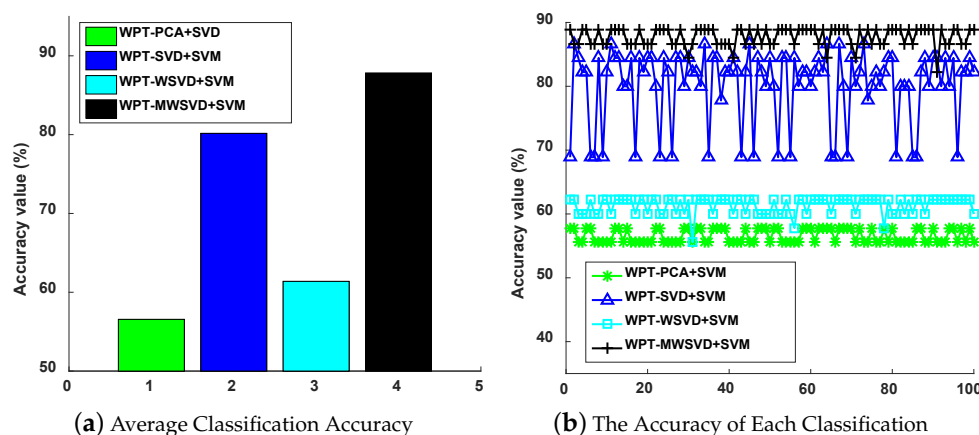 WPT-PCA+SVD
WPT-SVD+SVM
WPT-WSVD+SVM
WPT-MWSVD+SVM
Accuracy value (%)
90
80
70
60
50
0 1 2 3 4 5
(a) Average Classification Accuracy
Accuracy value (%)
90
80
70
60
50
40
WPT-PCA+SVM
WPT-SVD+SVM
WPT-WSVD+SVM
WPT-MWSVD+SVM
0 20 40 60 80 100
(b) The Accuracy of Each Classification